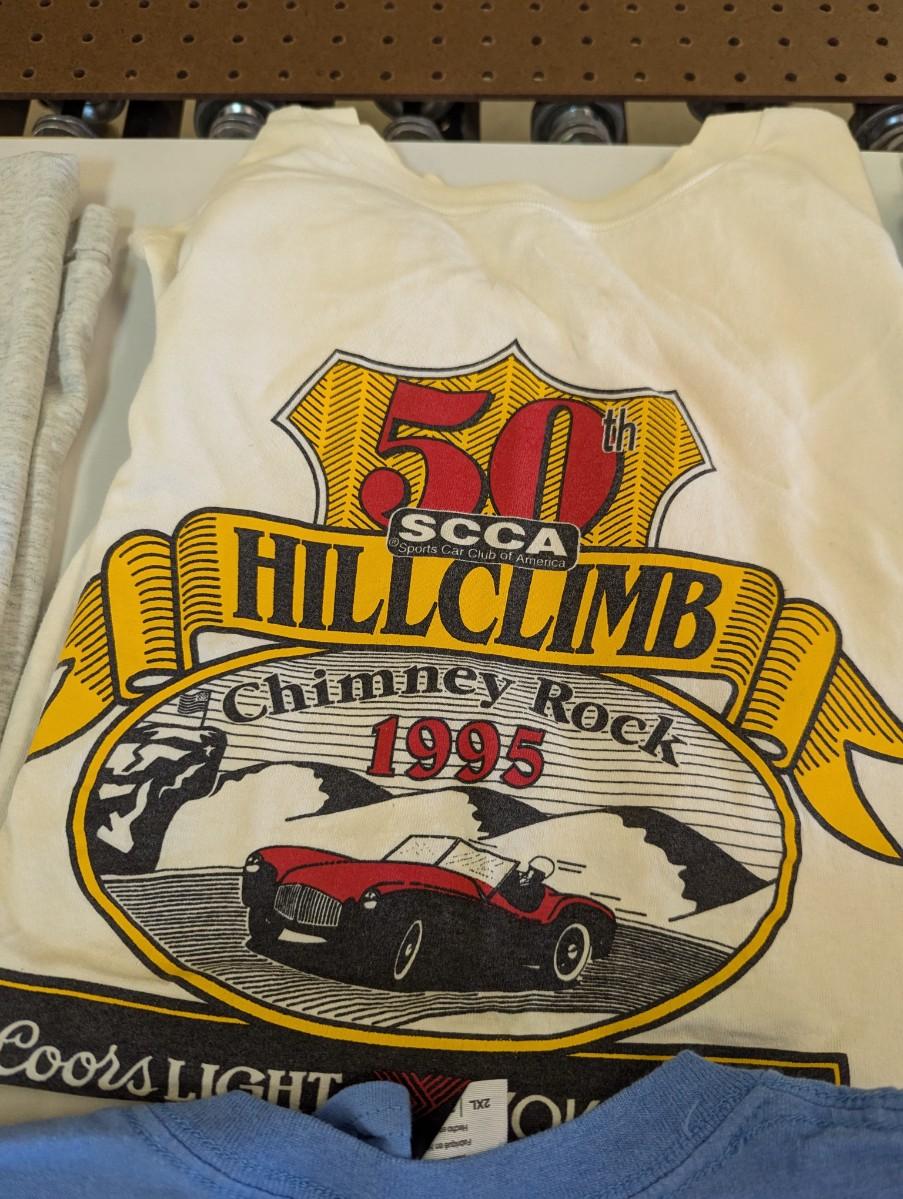 50th
SCCA
®Sports Car Club of America
HILLCLIMB
Chimney Rock
1995
Coors LIGHT
2XL